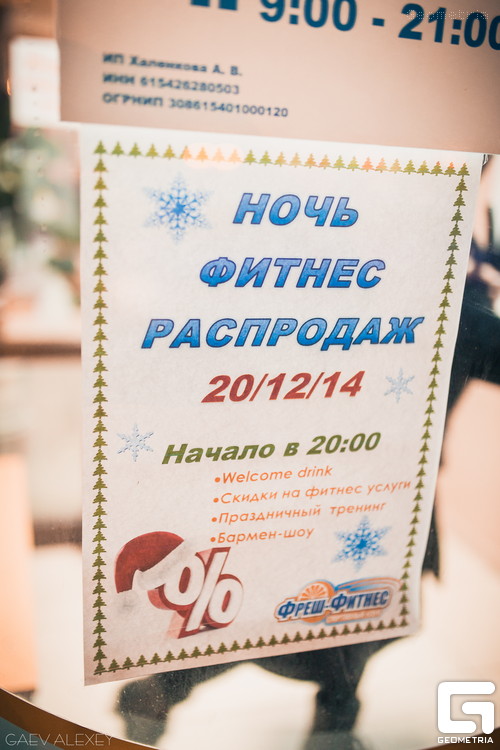 Geometria
9:00 - 21:00
ИП Халенкова А. В.
ИНН 615426280503
ОГРНИП 308615401000120
НОЧЬ
ФИТНЕС
РАСПРОДАЖ
20/12/14
Начало в 20:00
•Welcome drink
•Скидки на фитнес услуги
•Праздничный тренинг
•Бармен-шоу
%
ФРЕШ-ФИТНЕС
GAEV ALEXEY
GEOMETRIA